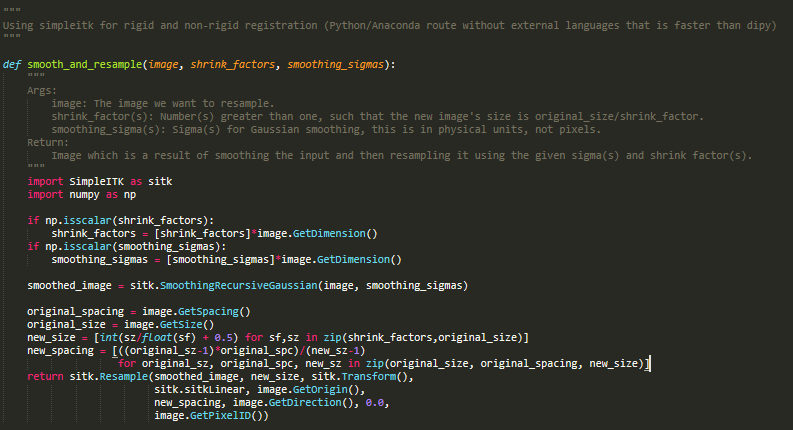 """
Using simpleitk for rigid and non-rigid registration (Python/Anaconda route without external languages that is faster than dipy)
"""
def smooth_and_resample(image, shrink_factors, smoothing_sigmas):
    """
    Args:
        image: The image we want to resample.
        shrink_factor(s): Number(s) greater than one, such that the new image's size is original_size/shrink_factor.
        smoothing_sigma(s): Sigma(s) for Gaussian smoothing, this is in physical units, not pixels.
    Return:
        Image which is a result of smoothing the input and then resampling it using the given sigma(s) and shrink factor(s).
    """
    import SimpleITK as sitk
    import numpy as np
    if np.isscalar(shrink_factors):
        shrink_factors = [shrink_factors]*image.GetDimension()
    if np.isscalar(smoothing_sigmas):
        smoothing_sigmas = [smoothing_sigmas]*image.GetDimension()
    smoothed_image = sitk.SmoothingRecursiveGaussian(image, smoothing_sigmas)
    original_spacing = image.GetSpacing()
    original_size = image.GetSize()
    new_size = [int(sz/float(sf) + 0.5) for sf,sz in zip(shrink_factors,original_size)]
    new_spacing = [((original_sz-1)*original_spc)/(new_sz-1)
                   for original_sz, original_spc, new_sz in zip(original_size, original_spacing, new_size)]
    return sitk.Resample(smoothed_image, new_size, sitk.Transform(),
                         sitk.sitkLinear, image.GetOrigin(),
                         new_spacing, image.GetDirection(), 0.0,
                         image.GetPixelID())